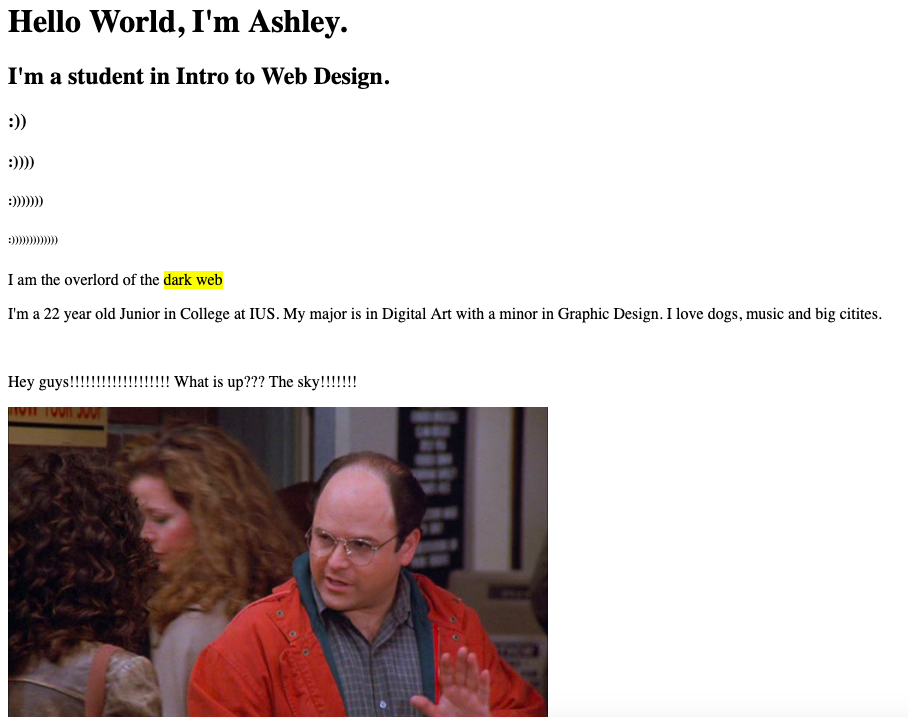 Hello World, I'm Ashley.
I'm a student in Intro to Web Design.
:))
:))))
:)))))))
:)))))))))))))
I am the overlord of the dark web
I'm a 22 year old Junior in College at IUS. My major is in Digital Art with a minor in Graphic Design. I love dogs, music and big citites.
Hey guys!!!!!!!!!!!!!!!!!!! What is up??? The sky!!!!!!!
YOUR SOUP